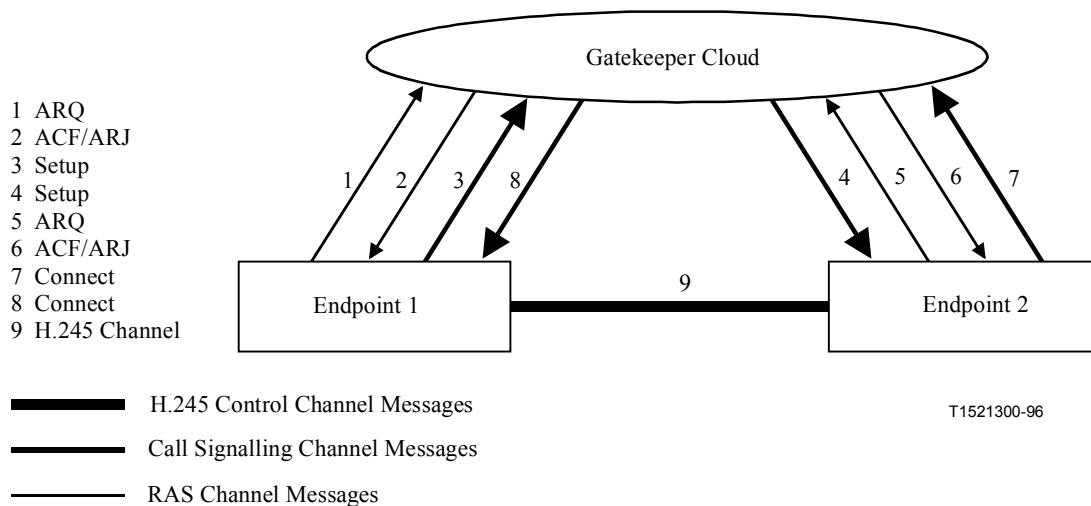 Gatekeeper Cloud
1 ARQ
2 ACF/ARJ
3 Setup
4 Setup
5 ARQ
6 ACF/ARJ
7 Connect
8 Connect
9 H.245 Channel
1
2
3
8
4
5
6
7
Endpoint 1
9
Endpoint 2
H.245 Control Channel Messages
T1521300-96
Call Signalling Channel Messages
RAS Channel Messages